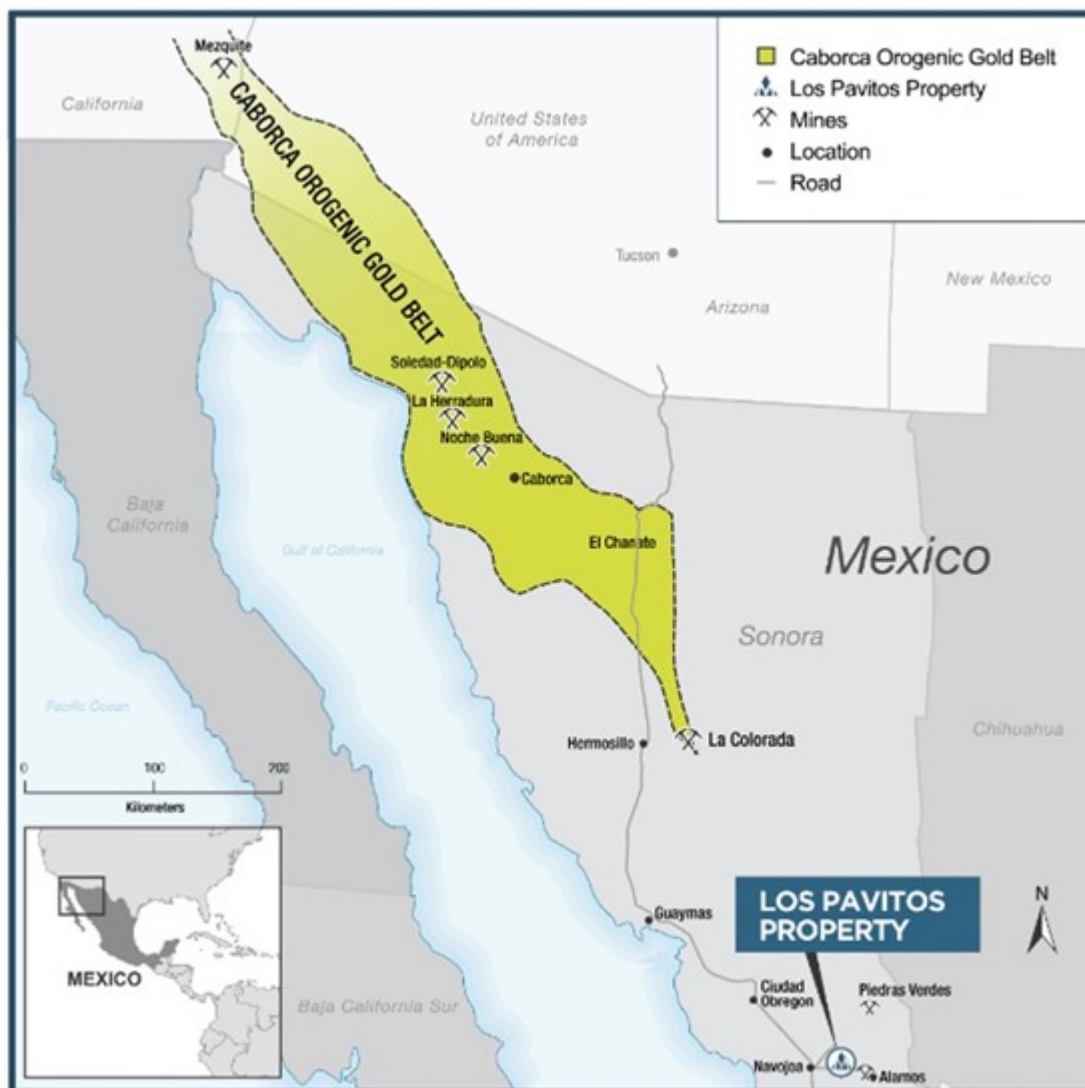 Mezquite
California
CABORCA OROGENIC GOLD BELT
United States
of America
Caborca Orogenic Gold Belt
Los Pavitos Property
Mines
Location
Road
Tucson
Arizona
New Mexico
Soledad-Dipolo
La Herradura
Noche Buena
Caborca
Baja
California
Gulf of California
El Chanate
Mexico
Sonora
Pacific Ocean
Chihuahua
Hermosillo
La Colorada
0 100 200
Kilometers
MEXICO
Guaymas
LOS PAVITOS
PROPERTY
N
Ciudad
Obregon
Piedras Verdes
Baja California Sur
Navojoa
Alamos